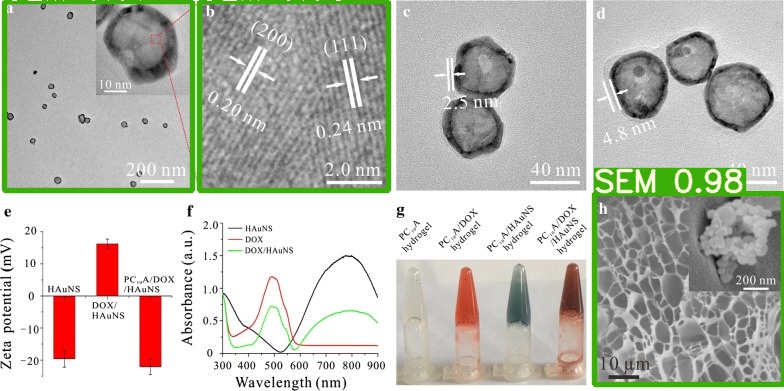 a
10 nm
200 nm
b
(200)
(111)
0.20 nm
0.24 nm
2.0 nm
c
2.5 nm
40 nm
d
4.8 nm
SEM 0.98
e
Zeta potential (mV)
20
10
0
-10
-20
HAuNS
DOX/
HAuNS
PC₁₀A/DOX
/HAuNS
f
Absorbance (a.u.)
2.0
1.5
1.0
0.5
0
HAuNS
DOX
DOX/HAuNS
300 400 500 600 700 800 900
Wavelength (nm)
g
PC₁₀A
hydrogel
PC₁₀A/DOX
hydrogel
PC₁₀A/HAuNS
hydrogel
PC₁₀A/DOX
/HAuNS
hydrogel
h
200 nm
10 μm